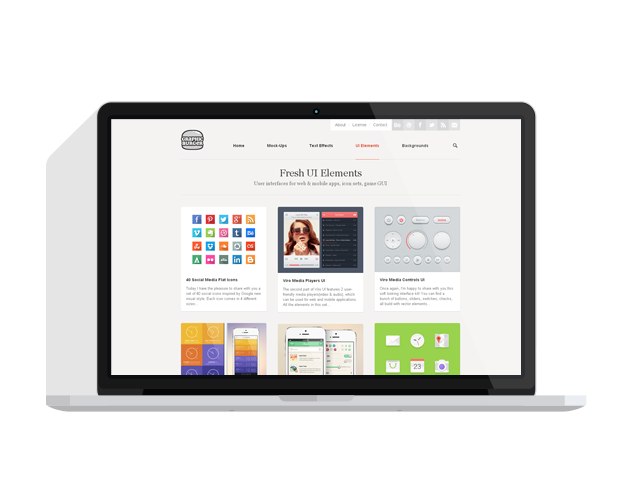 About License Contact
GRAPHIC
BURGER
Home Mock-Ups Text Effects UI Elements Backgrounds
Fresh UI Elements
User interfaces for web & mobile apps, icon sets, game GUI
40 Social Media Flat Icons
Today I have the pleasure to share with you a
set of 40 social icons inspired by Google new
visual style. Each icon comes in 4 different
sizes...
Vire Media Players UI
The second part of Vire UI features 2 user-
friendly media players(video & audio), which
can be used for web and mobile applications.
All the elements in this set...
Vire Media Controls UI
Once again, I'm happy to share with you this
soft looking interface kit! You can find a
bunch of buttons, sliders, switches, checks,
all build with vector elements...
23